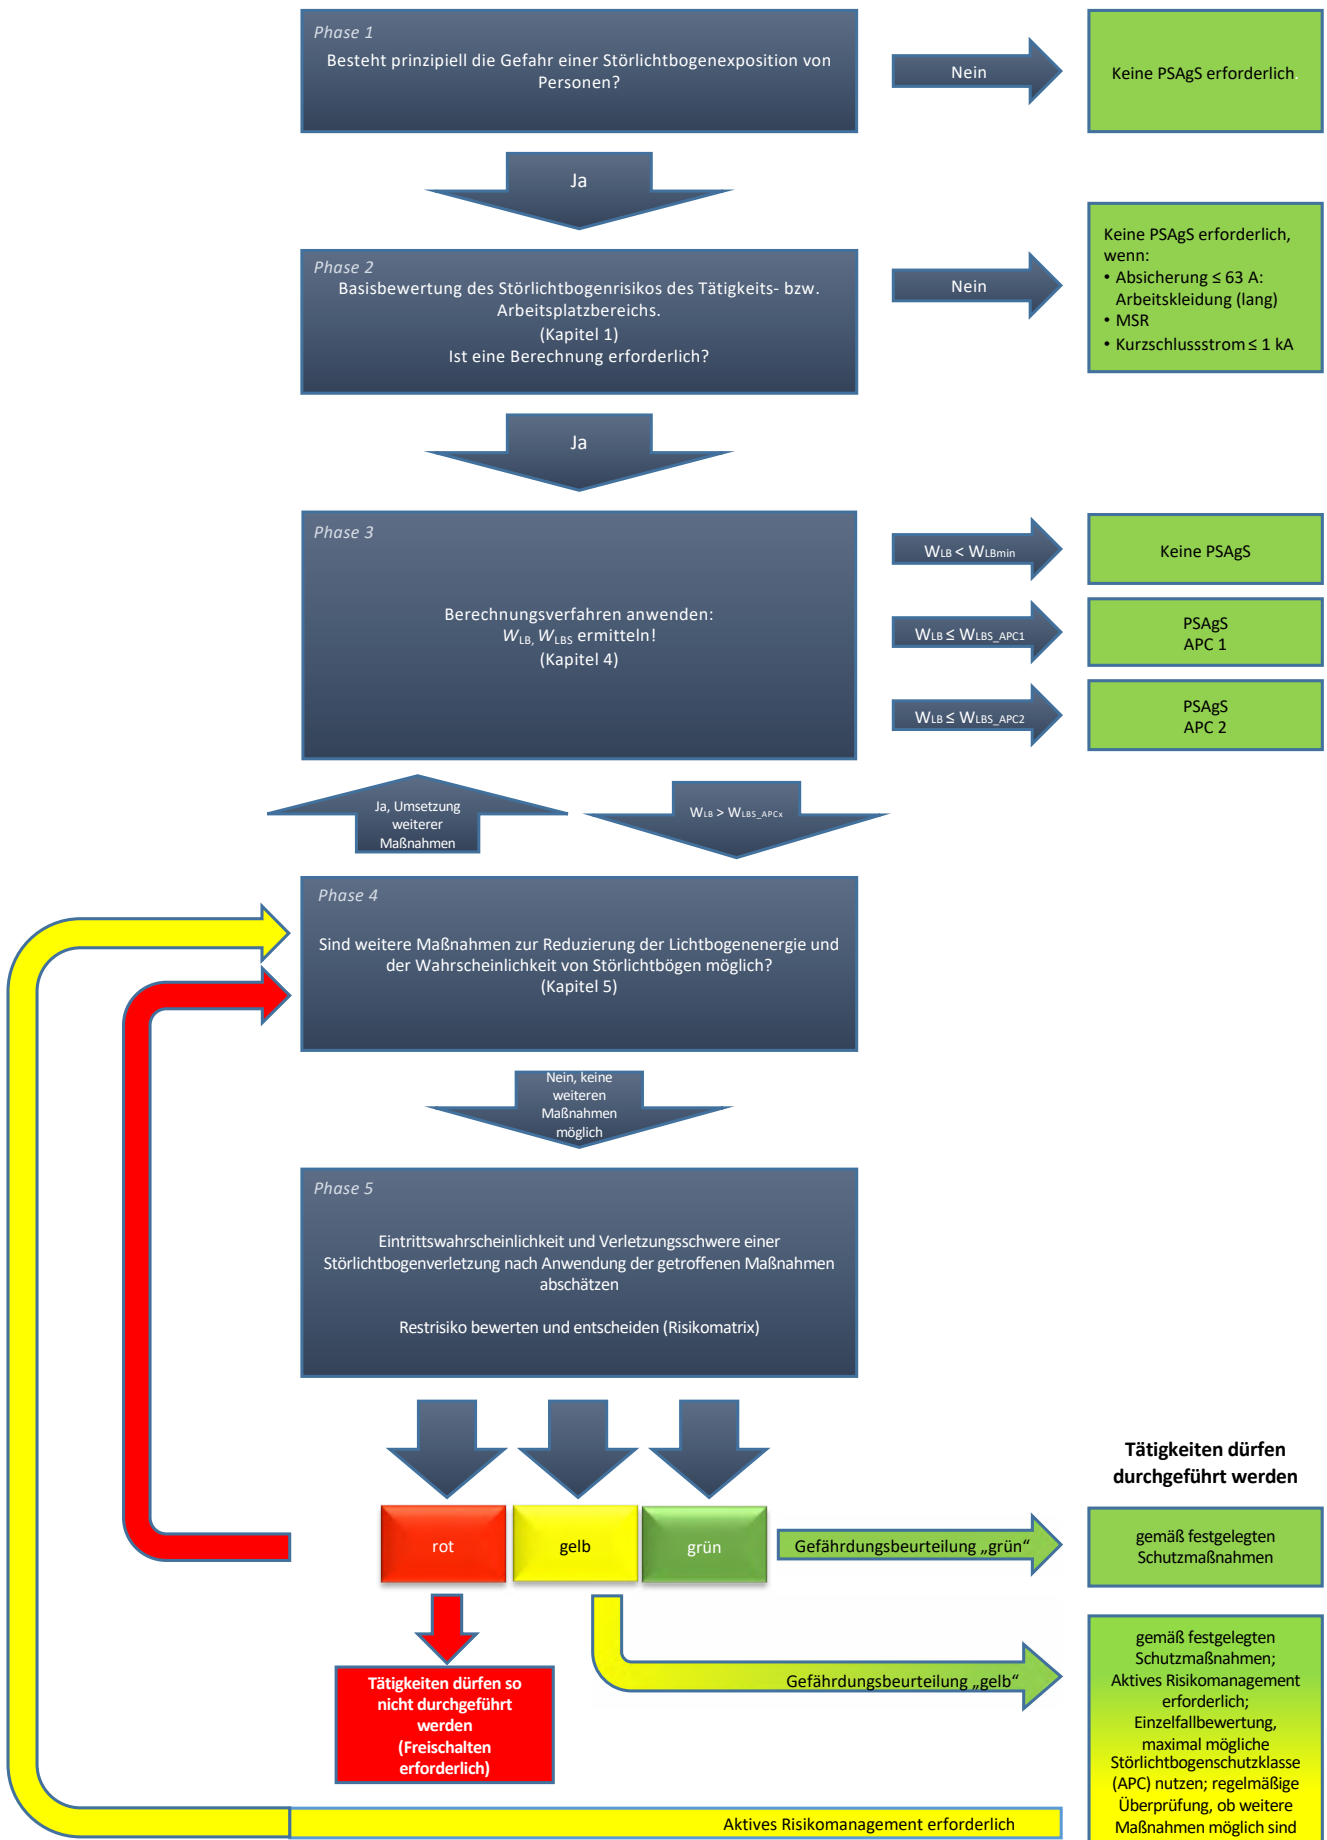 Phase 1
Besteht prinzipiell die Gefahr einer Störlichtbogenexposition von
Personen?
Nein
Keine PSAgS erforderlich.
Ja
Phase 2
Basisbewertung des Störlichtbogenrisikos des Tätigkeits- bzw.
Arbeitsplatzbereichs.
(Kapitel 1)
Ist eine Berechnung erforderlich?
Nein
Keine PSAgS erforderlich,
wenn:
• Absicherung ≤ 63 A:
Arbeitskleidung (lang)
• MSR
• Kurzschlussstrom ≤ 1 kA
Ja
Phase 3
Berechnungsverfahren anwenden:
WLB, WLBS ermitteln!
(Kapitel 4)
WLB < WLBmin
Keine PSAgS
WLB ≤ WLBS_APC1
PSAgS
APC 1
WLB ≤ WLBS_APC2
PSAgS
APC 2
Ja, Umsetzung
weiterer
Maßnahmen
WLB > WLBS_APCx
Phase 4
Sind weitere Maßnahmen zur Reduzierung der Lichtbogenenergie und
der Wahrscheinlichkeit von Störlichtbögen möglich?
(Kapitel 5)
Nein, keine
weiteren
Maßnahmen
möglich
Phase 5
Eintrittswahrscheinlichkeit und Verletzungsschwere einer
Störlichtbogenverletzung nach Anwendung der getroffenen Maßnahmen
abschätzen
Restrisiko bewerten und entscheiden (Risikomatrix)
Tätigkeiten dürfen
durchgeführt werden
rot
gelb
grün
Gefährdungsbeurteilung „grün“
gemäß festgelegten
Schutzmaßnahmen
Tätigkeiten dürfen so
nicht durchgeführt
werden
(Freischalten
erforderlich)
Gefährdungsbeurteilung „gelb“
gemäß festgelegten
Schutzmaßnahmen;
Aktives Risikomanagement
erforderlich;
Einzelfallbewertung,
maximal mögliche
Störlichtbogenschutzklasse
(APC) nutzen; regelmäßige
Überprüfung, ob weitere
Maßnahmen möglich sind
Aktives Risikomanagement erforderlich